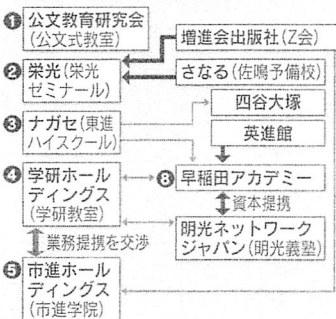 ❶公文教育研究会
(公文式教室)
❷栄光(栄光
ゼミナール)
❸ナガセ(東進
ハイスクール)
❹学研ホール
ディングス
(学研教室)
業務提携を交渉
❺市進ホール
ディングス
(市進学院)
増進会出版社(Z会)
さなる(佐鳴予備校)
四谷大塚
英進館
❽早稲田アカデミー
資本提携
明光ネットワーク
ジャパン(明光義塾)